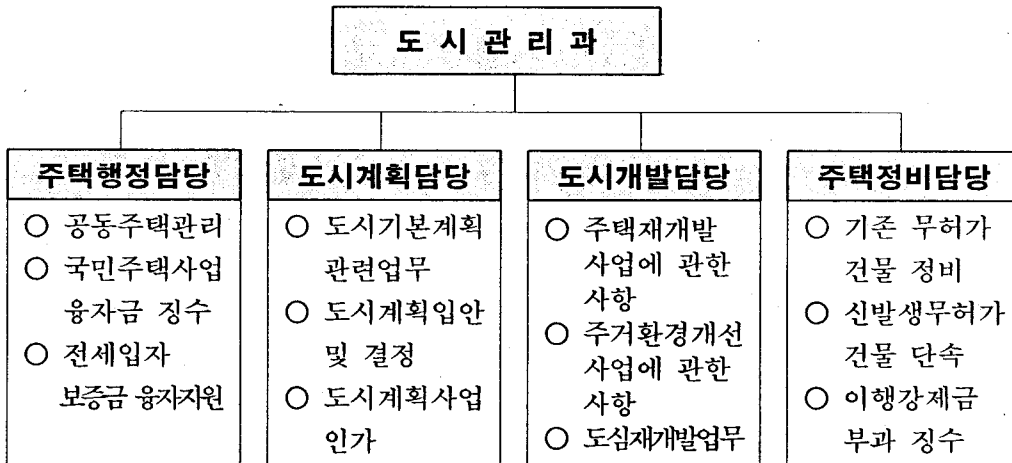 도시관리과
주택행정담당
○ 공동주택관리
○ 국민주택사업
융자금 징수
○ 전세입자
보증금 융자지원
도시계획담당
○ 도시기본계획
관련업무
○ 도시계획입안
및 결정
○ 도시계획사업
인가
도시개발담당
○ 주택재개발
사업에 관한
사항
○ 주거환경개선
사업에 관한
사항
○ 도심재개발업무
주택정비담당
○ 기존 무허가
건물 정비
○ 신발생무허가
건물 단속
○ 이행강제금
부과 징수